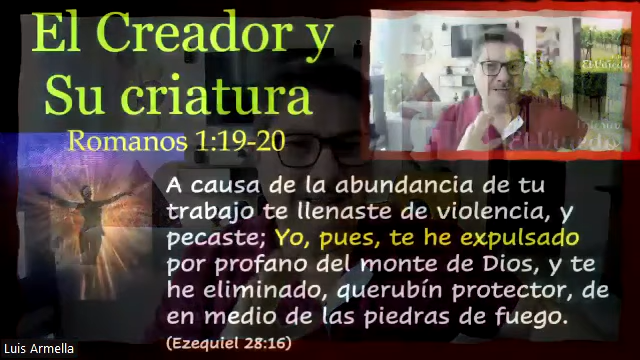 El Creador y
Su criatura
Romanos 1:19-20
A causa de la abundancia de tu
trabajo te llenaste de violencia, y
pecaste; Yo, pues, te he expulsado
por profano del monte de Dios, y te
he eliminado, querubín protector, de
en medio de las piedras de fuego.
(Ezequiel 28:16)
Luis Armella